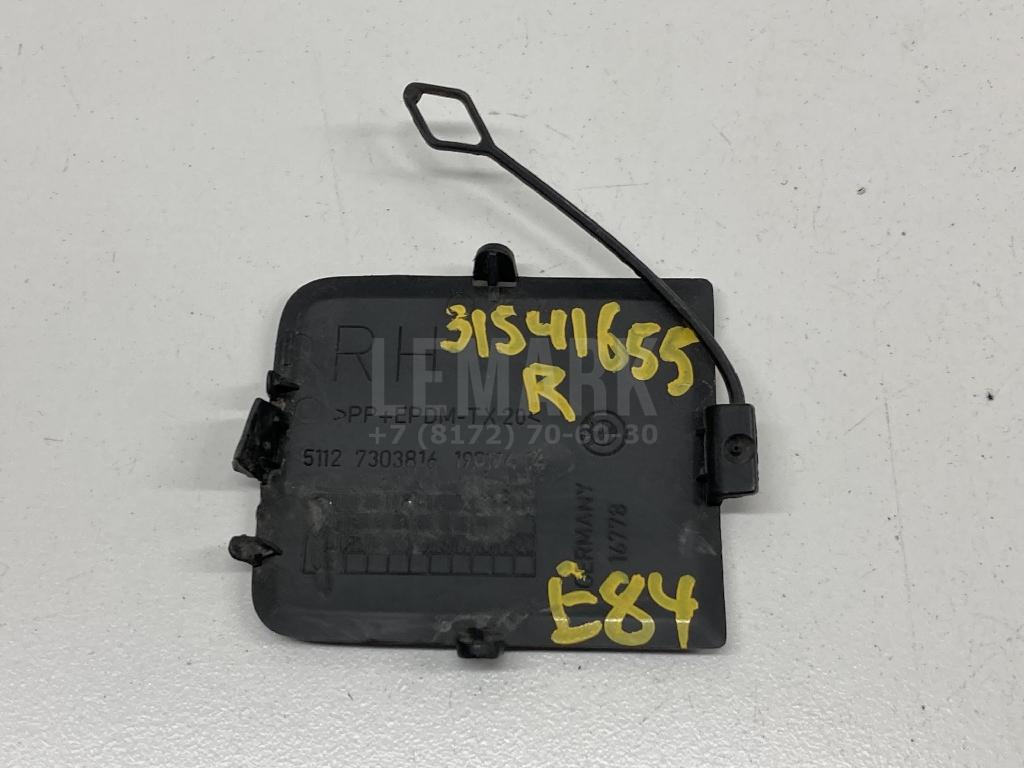 RH
31541655
R
LEMARK
>PP+EPDM-TX20<
+7 (8172) 70-60-30
5112 7303816
GERMANY
16778
E84